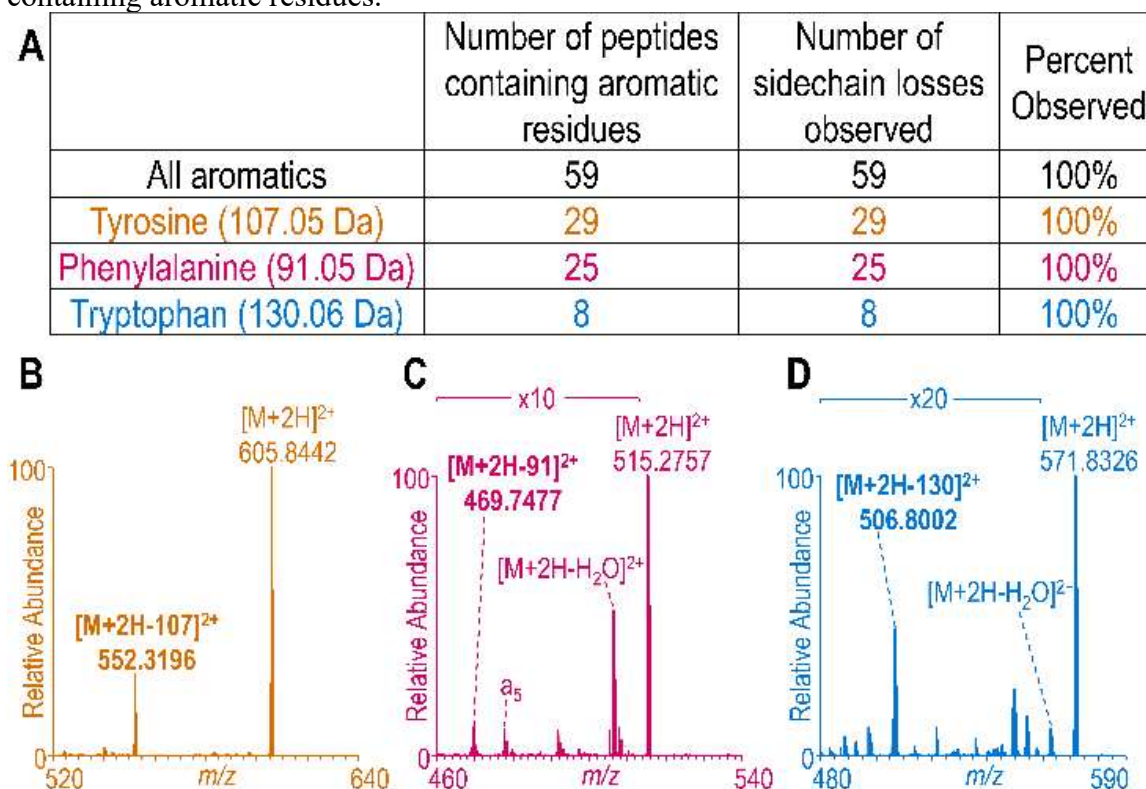 containing aromatic residues.
A
Number of peptides containing aromatic residues
Number of sidechain losses observed
Percent Observed
All aromatics 59 59 100%
Tyrosine (107.05 Da) 29 29 100%
Phenylalanine (91.05 Da) 25 25 100%
Tryptophan (130.06 Da) 8 8 100%
B
[M+2H]²⁺
605.8442
100
[M+2H-107]²⁺
552.3196
Relative Abundance
0
520 m/z 640
C
x10
[M+2H]²⁺
515.2757
[M+2H-91]²⁺
469.7477
100
[M+2H-H₂O]²⁺
a₅
Relative Abundance
0
460 m/z 540
D
x20
[M+2H]²⁺
571.8326
100
[M+2H-130]²⁺
506.8002
[M+2H-H₂O]²⁻
Relative Abundance
0
480 m/z 590